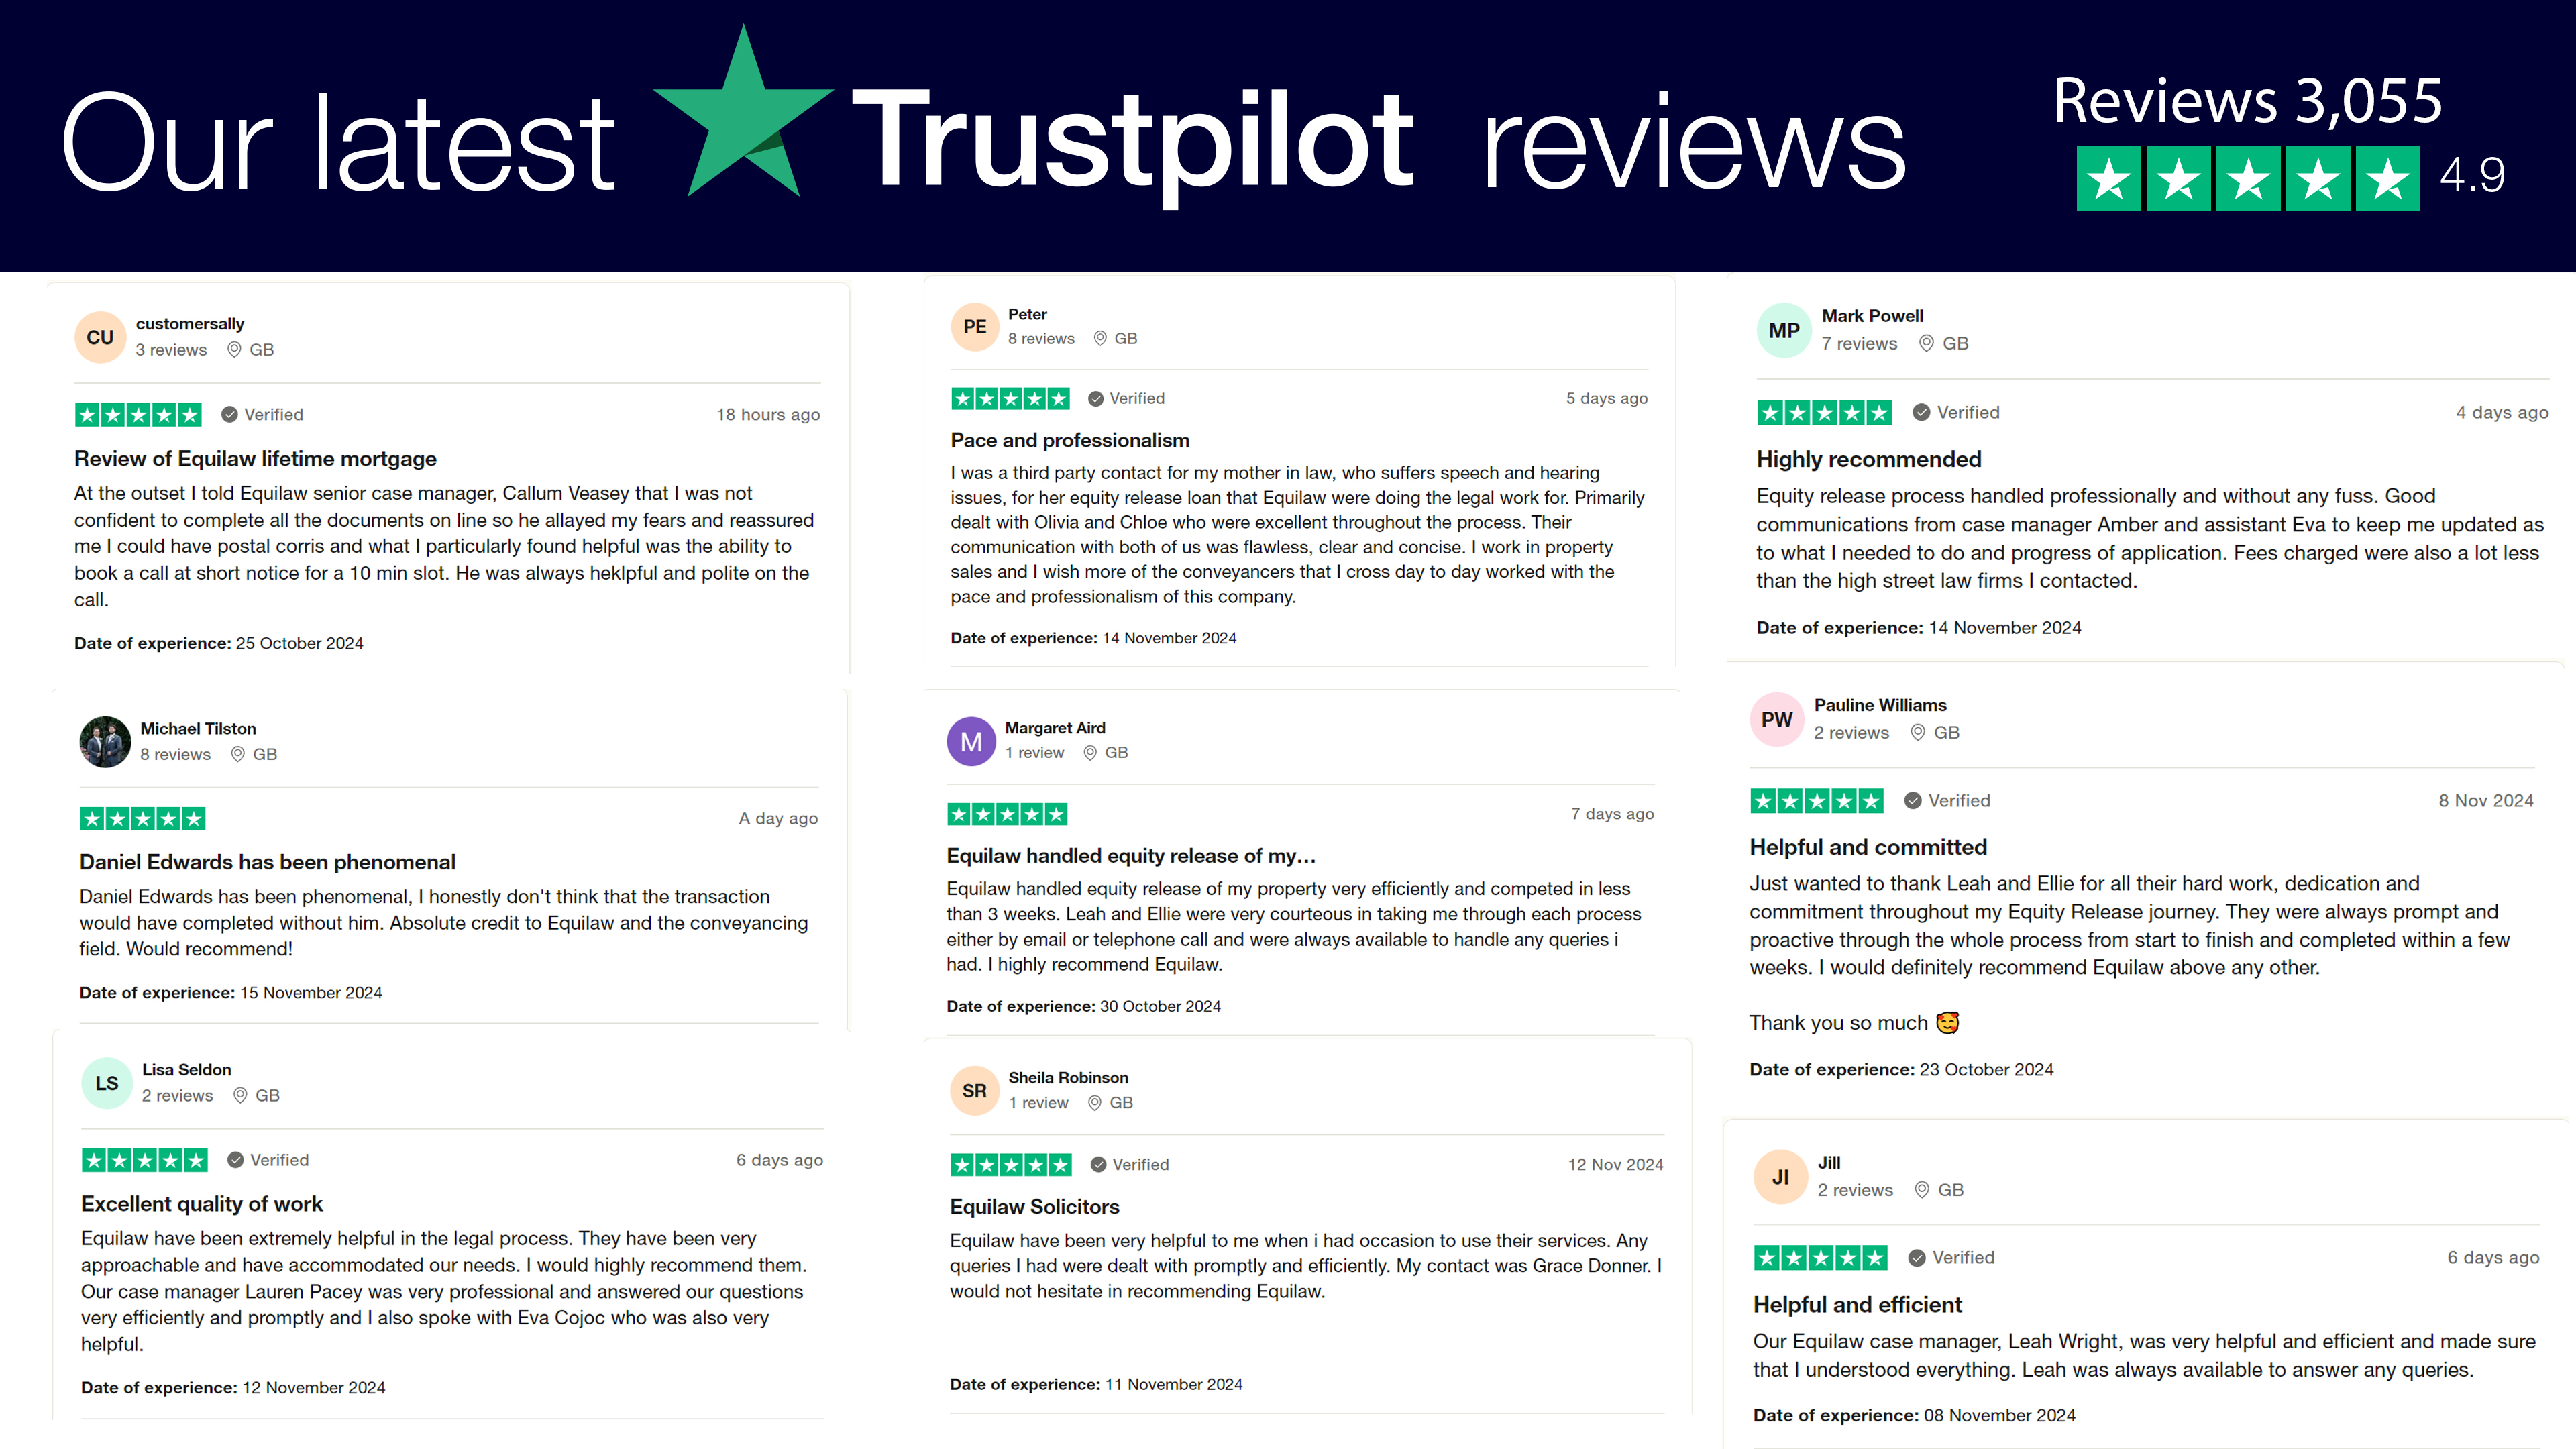 Our latest Trustpilot reviews
Reviews 3,055
4.9
CU
customersally
3 reviews GB
Verified
18 hours ago
Review of Equilaw lifetime mortgage
At the outset I told Equilaw senior case manager, Callum Veasey that I was not
confident to complete all the documents on line so he allayed my fears and reassured
me I could have postal corris and what I particularly found helpful was the ability to
book a call at short notice for a 10 min slot. He was always heklpful and polite on the
call.
Date of experience: 25 October 2024
Michael Tilston
8 reviews GB
A day ago
Daniel Edwards has been phenomenal
Daniel Edwards has been phenomenal, I honestly don't think that the transaction
would have completed without him. Absolute credit to Equilaw and the conveyancing
field. Would recommend!
Date of experience: 15 November 2024
LS
Lisa Seldon
2 reviews GB
Verified
6 days ago
Excellent quality of work
Equilaw have been extremely helpful in the legal process. They have been very
approachable and have accommodated our needs. I would highly recommend them.
Our case manager Lauren Pacey was very professional and answered our questions
very efficiently and promptly and I also spoke with Eva Cojoc who was also very
helpful.
Date of experience: 12 November 2024
PE
Peter
8 reviews GB
Verified
5 days ago
Pace and professionalism
I was a third party contact for my mother in law, who suffers speech and hearing
issues, for her equity release loan that Equilaw were doing the legal work for. Primarily
dealt with Olivia and Chloe who were excellent throughout the process. Their
communication with both of us was flawless, clear and concise. I work in property
sales and I wish more of the conveyancers that I cross day to day worked with the
pace and professionalism of this company.
Date of experience: 14 November 2024
M
Margaret Aird
1 review GB
7 days ago
Equilaw handled equity release of my…
Equilaw handled equity release of my property very efficiently and competed in less
than 3 weeks. Leah and Ellie were very courteous in taking me through each process
either by email or telephone call and were always available to handle any queries i
had. I highly recommend Equilaw.
Date of experience: 30 October 2024
SR
Sheila Robinson
1 review GB
Verified
12 Nov 2024
Equilaw Solicitors
Equilaw have been very helpful to me when i had occasion to use their services. Any
queries I had were dealt with promptly and efficiently. My contact was Grace Donner. I
would not hesitate in recommending Equilaw.
Date of experience: 11 November 2024
MP
Mark Powell
7 reviews GB
Verified
4 days ago
Highly recommended
Equity release process handled professionally and without any fuss. Good
communications from case manager Amber and assistant Eva to keep me updated as
to what I needed to do and progress of application. Fees charged were also a lot less
than the high street law firms I contacted.
Date of experience: 14 November 2024
PW
Pauline Williams
2 reviews GB
Verified
8 Nov 2024
Helpful and committed
Just wanted to thank Leah and Ellie for all their hard work, dedication and
commitment throughout my Equity Release journey. They were always prompt and
proactive through the whole process from start to finish and completed within a few
weeks. I would definitely recommend Equilaw above any other.
Thank you so much 🥰
Date of experience: 23 October 2024
JI
Jill
2 reviews GB
Verified
6 days ago
Helpful and efficient
Our Equilaw case manager, Leah Wright, was very helpful and efficient and made sure
that I understood everything. Leah was always available to answer any queries.
Date of experience: 08 November 2024